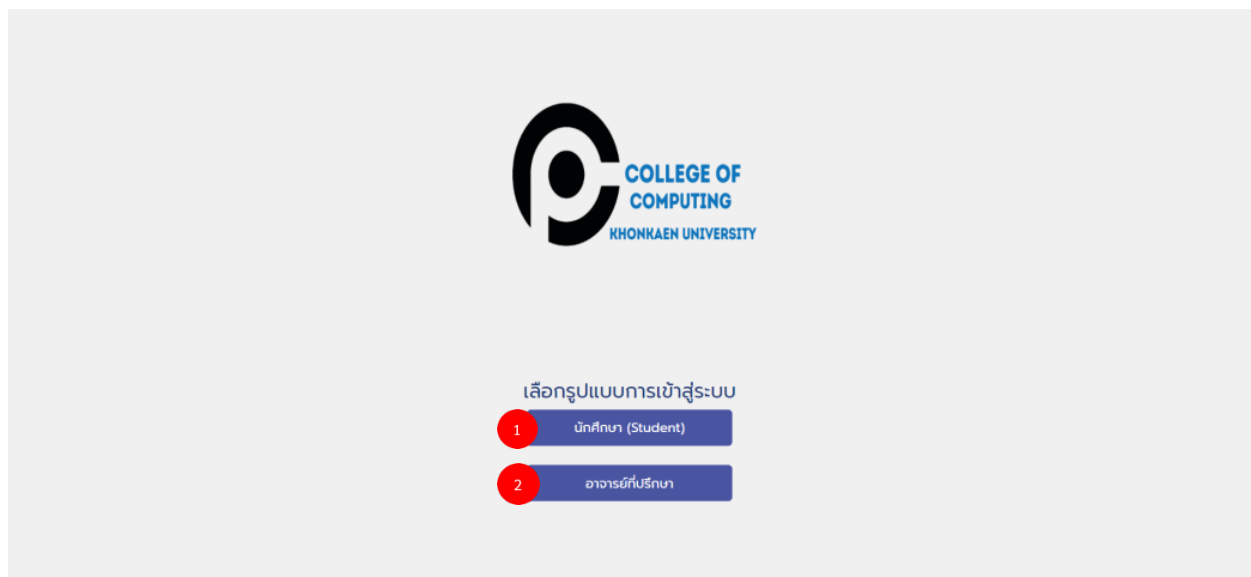 COLLEGE OF
COMPUTING
KHONKAEN UNIVERSITY
เลือกรูปแบบการเข้าสู่ระบบ
1 นักศึกษา (Student)
2 อาจารย์ที่ปรึกษา